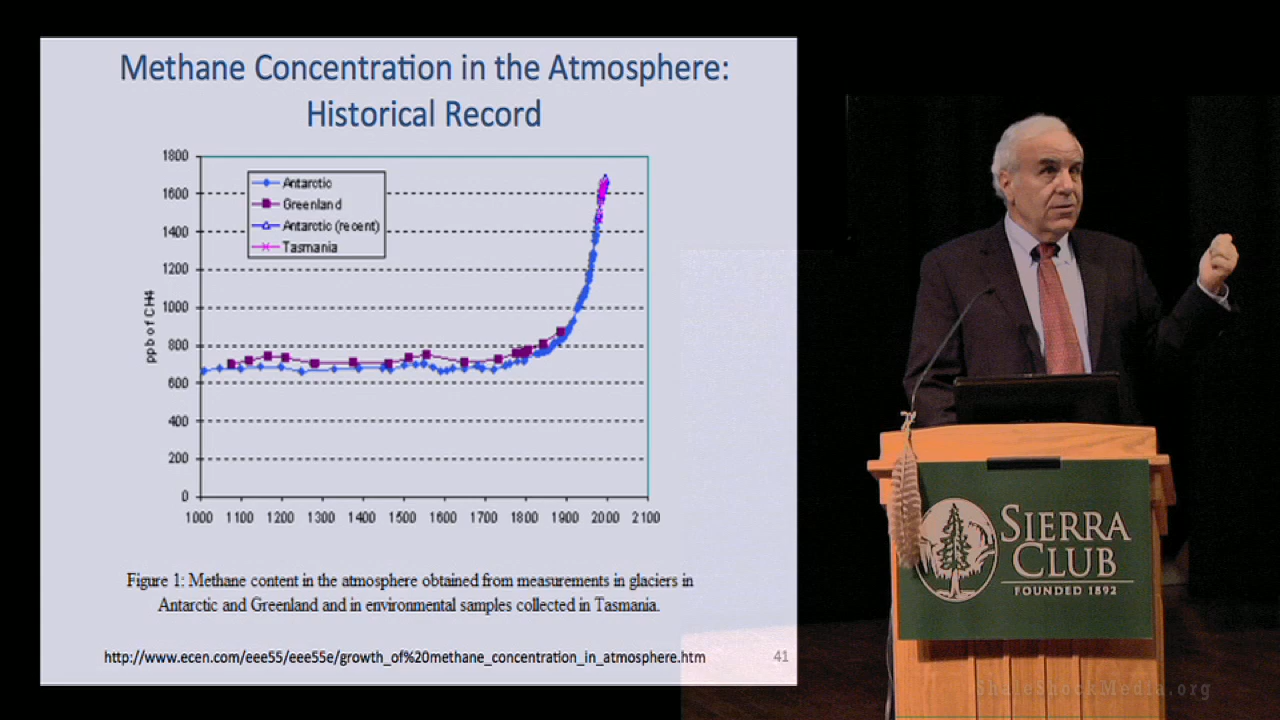 Methane Concentration in the Atmosphere:
Historical Record
1800
1600
1400
1200
1000
800
600
400
200
0
ppb of CH4
Antarotic
Greenland
Antarotic (recent)
Tasmania
1000 1100 1200 1300 1400 1500 1600 1700 1800 1900 2000 2100
Figure 1: Methane content in the atmosphere obtained from measurements in glaciers in
Antarctic and Greenland and in environmental samples collected in Tasmania.
http://www.ecen.com/eee55/eee55e/growth_of%20methane_concentration_in_atmosphere.htm
41
SIERRA
CLUB
FOUNDED 1892
ShaleShockMedia.org